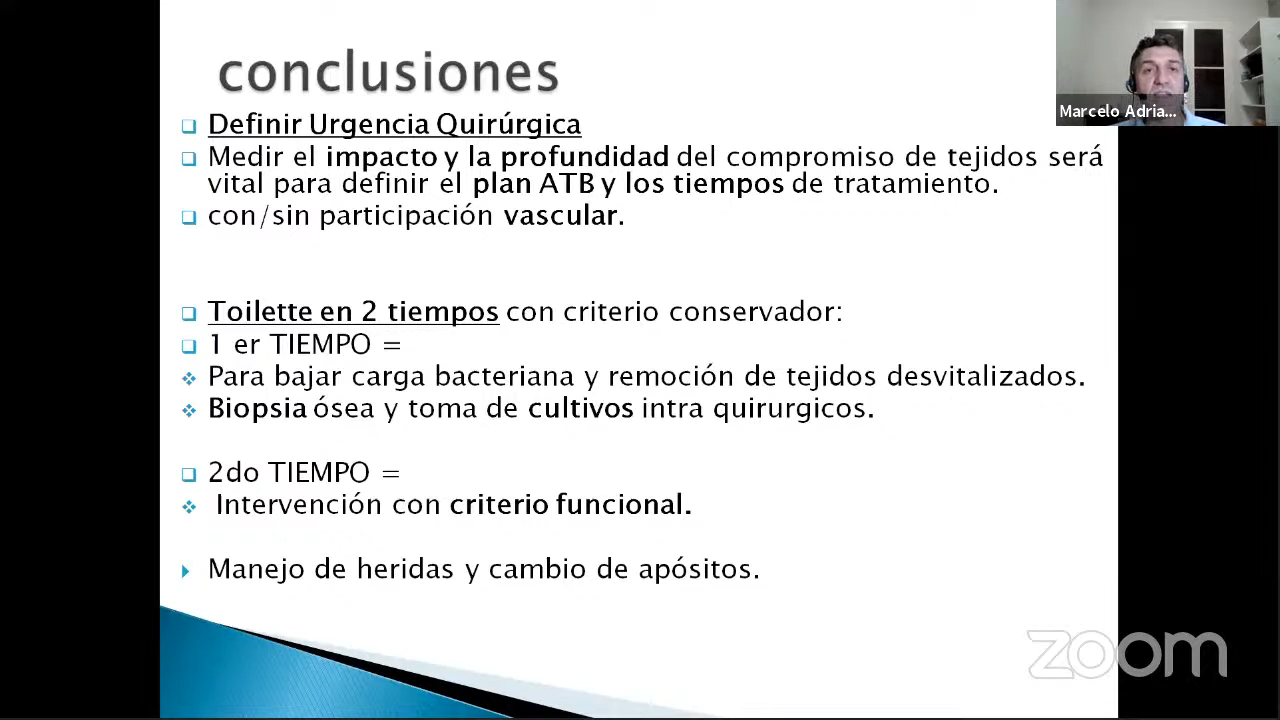 conclusiones
Definir Urgencia Quirúrgica
Medir el impacto y la profundidad del compromiso de tejidos será
vital para definir el plan ATB y los tiempos de tratamiento.
con/sin participación vascular.
Toilette en 2 tiempos con criterio conservador:
1 er TIEMPO =
Para bajar carga bacteriana y remoción de tejidos desvitalizados.
Biopsia ósea y toma de cultivos intra quirurgicos.
2do TIEMPO =
Intervención con criterio funcional.
Manejo de heridas y cambio de apósitos.
Marcelo Adria...
zoom